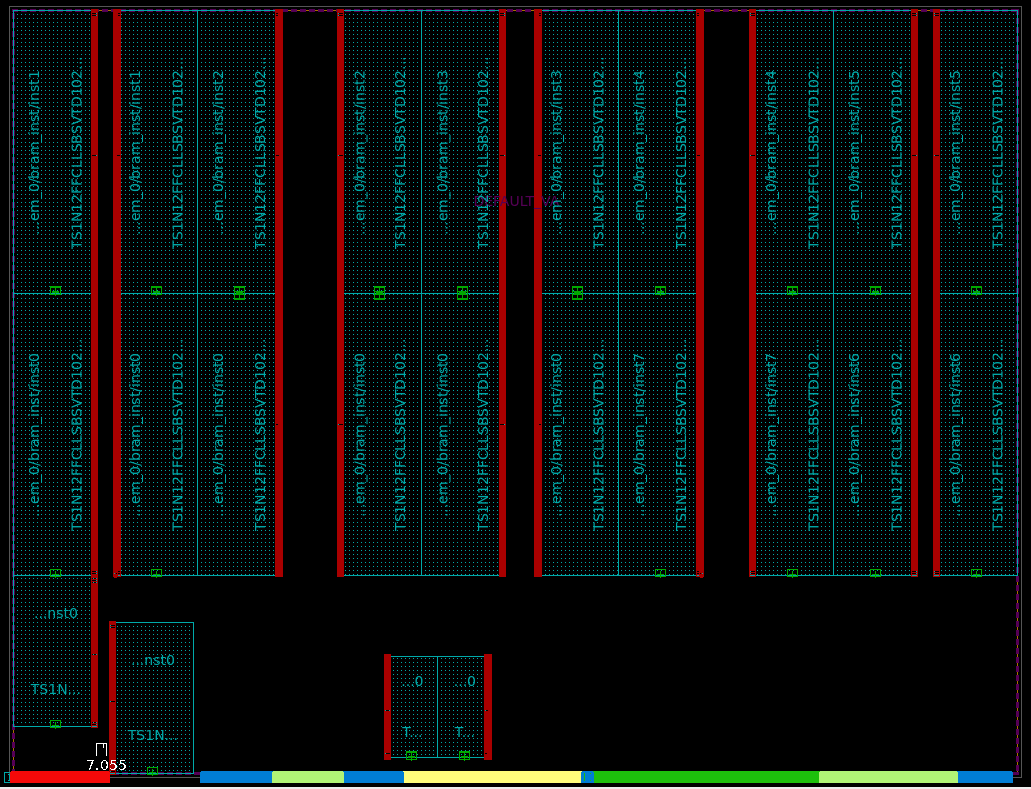 ...em_0/bram_inst/inst1
TS1N12FFCLLSBSVTD102...
...em_0/bram_inst/inst1
TS1N12FFCLLSBSVTD102...
...em_0/bram_inst/inst2
TS1N12FFCLLSBSVTD102...
...em_0/bram_inst/inst2
TS1N12FFCLLSBSVTD102...
...em_0/bram_inst/inst3
TS1N12FFCLLSBSVTD102...
...em_0/bram_inst/inst3
TS1N12FFCLLSBSVTD102...
...em_0/bram_inst/inst4
TS1N12FFCLLSBSVTD102...
...em_0/bram_inst/inst4
TS1N12FFCLLSBSVTD102...
...em_0/bram_inst/inst5
TS1N12FFCLLSBSVTD102...
...em_0/bram_inst/inst5
TS1N12FFCLLSBSVTD102...
...em_0/bram_inst/inst0
TS1N12FFCLLSBSVTD102...
...em_0/bram_inst/inst0
TS1N12FFCLLSBSVTD102...
...em_0/bram_inst/inst0
TS1N12FFCLLSBSVTD102...
...em_0/bram_inst/inst0
TS1N12FFCLLSBSVTD102...
...em_0/bram_inst/inst0
TS1N12FFCLLSBSVTD102...
...em_0/bram_inst/inst0
TS1N12FFCLLSBSVTD102...
...em_0/bram_inst/inst7
TS1N12FFCLLSBSVTD102...
...em_0/bram_inst/inst7
TS1N12FFCLLSBSVTD102...
...em_0/bram_inst/inst6
TS1N12FFCLLSBSVTD102...
...em_0/bram_inst/inst6
TS1N12FFCLLSBSVTD102...
...nst0
TS1N...
...nst0
TS1N...
...0
T...
...0
T...
7.055